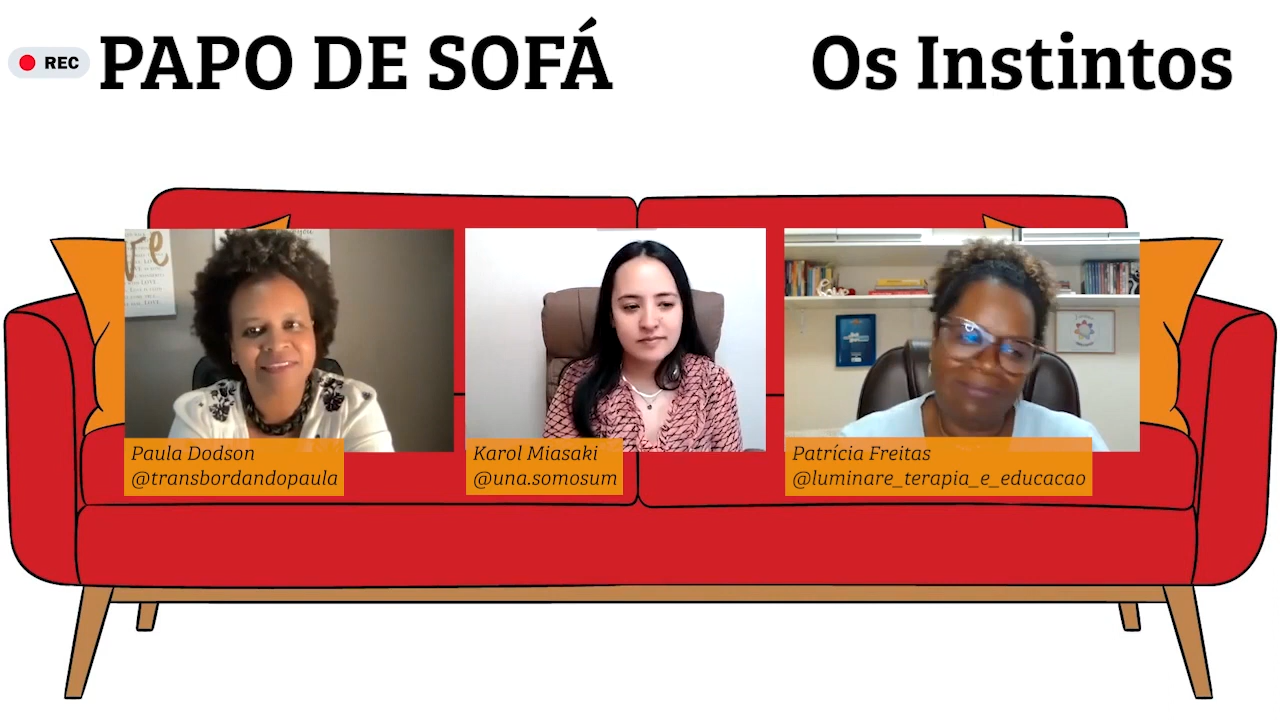 REC
PAPO DE SOFÁ
Os Instintos
Paula Dodson
@transbordandopaula
Karol Miasaki
@una.somosum
Patrícia Freitas
@luminare_terapia_e_educacao